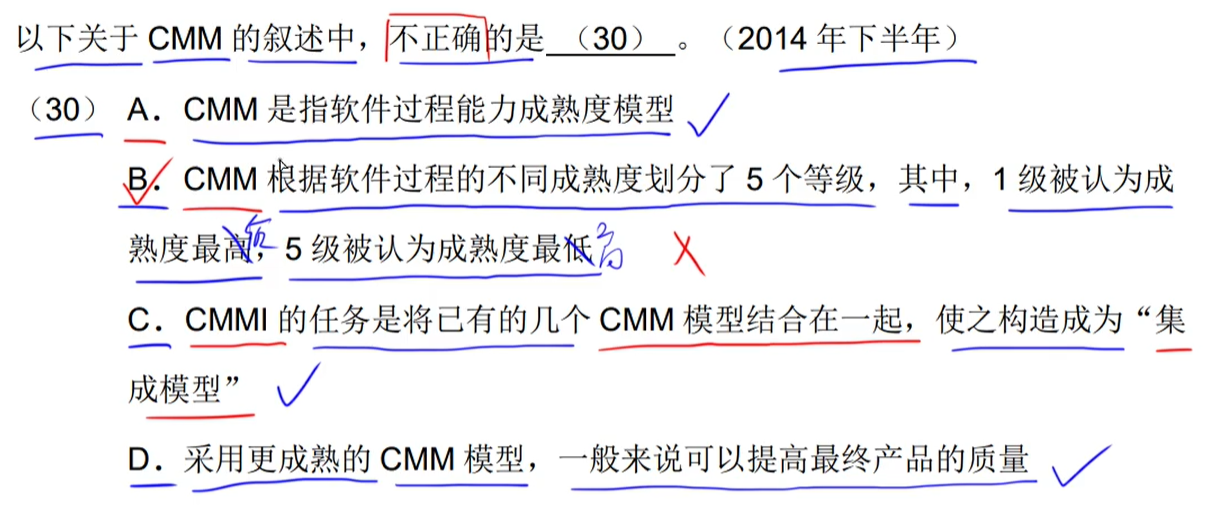 以下关于 CMM 的叙述中，不正确的是 （30） 。（2014 年下半年）
（30） A．CMM 是指软件过程能力成熟度模型
B．CMM 根据软件过程的不同成熟度划分了 5 个等级，其中，1 级被认为成
熟度最高，5 级被认为成熟度最低
低 高
C．CMMI 的任务是将已有的几个 CMM 模型结合在一起，使之构造成为“集
成模型”
D．采用更成熟的 CMM 模型，一般来说可以提高最终产品的质量